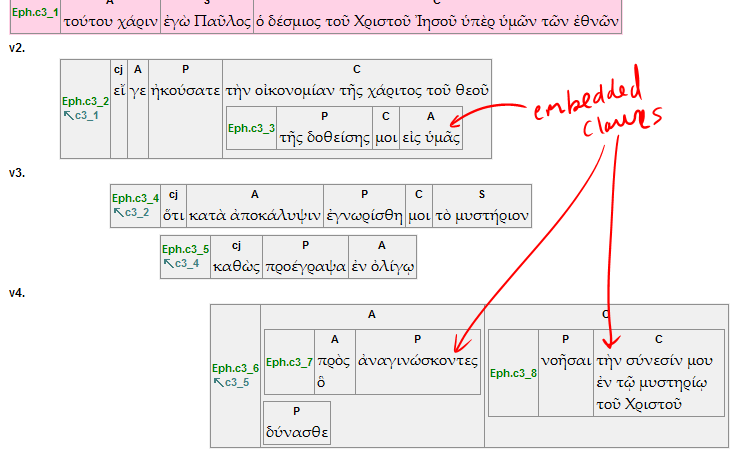 A S C
Eph.c3_1 τούτου χάριν ἐγὼ Παῦλος ὁ δέσμιος τοῦ Χριστοῦ Ἰησοῦ ὑπὲρ ὑμῶν τῶν ἐθνῶν
v2.
cj A P C
Eph.c3_2 εἴ γε ἠκούσατε τὴν οἰκονομίαν τῆς χάριτος τοῦ θεοῦ
↖c3_1
P C A
Eph.c3_3 τῆς δοθείσης μοι εἰς ὑμᾶς
embedded
clauses
v3.
cj A P C S
Eph.c3_4 ὅτι κατὰ ἀποκάλυψιν ἐγνωρίσθη μοι τὸ μυστήριον
↖c3_2
cj P A
Eph.c3_5 καθὼς προέγραψα ἐν ὀλίγῳ
↖c3_4
v4.
A C
Eph.c3_6
↖c3_5
A P
Eph.c3_7 πρὸς ἀναγινώσκοντες
ὃ
P
δύνασθε
P C
Eph.c3_8 νοῆσαι τὴν σύνεσίν μου
ἐν τῷ μυστηρίῳ
τοῦ Χριστοῦ